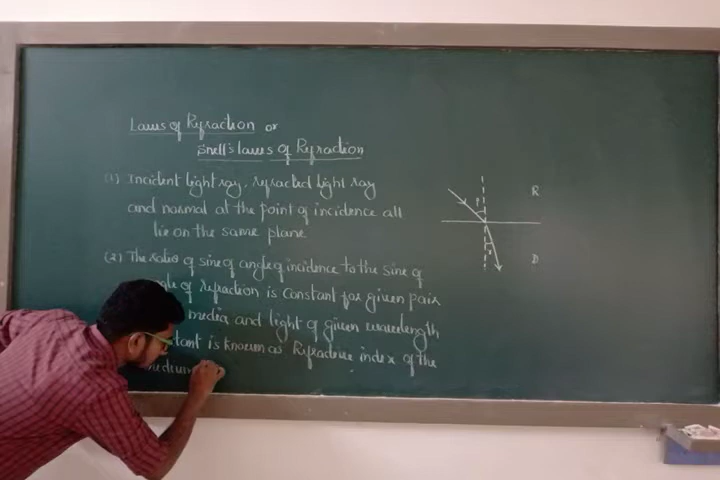 Laws of Refraction or
Snell's laws of Refraction
(1) Incident light ray, refracted light ray
and normal at the point of incidence all
lie on the same plane
(2) The ratio of sine of angle of incidence to the sine of
gle of refraction is constant for given pair
media and light of given wavelength
tant is known as Refractive index of the
medium
R
i
r
D